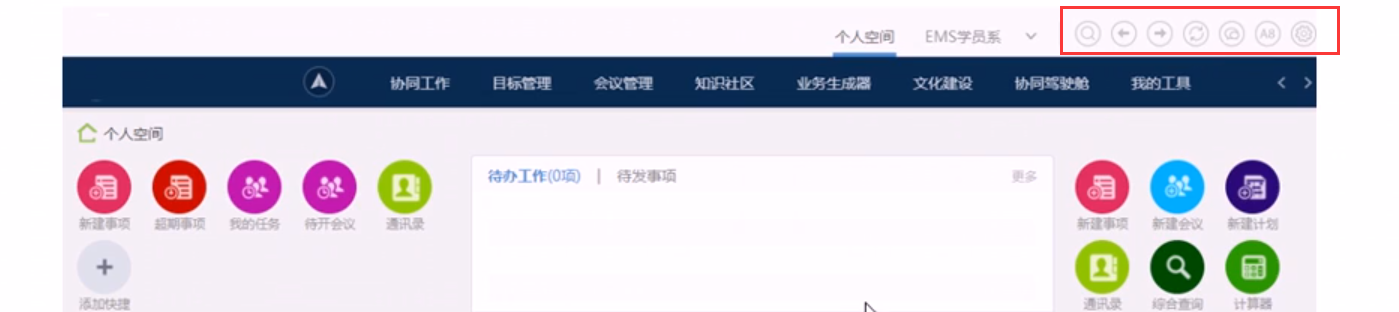 个人空间 EMS学员系 A8
协同工作 目标管理 会议管理 知识社区 业务生成器 文化建设 协同驾驶舱 我的工具
个人空间
待办工作(0项) | 待发事项 更多
新建事项 超期事项 我的任务 待开会议 通讯录 新建事项 新建会议 新建计划
添加快捷 通讯录 综合查询 计算器